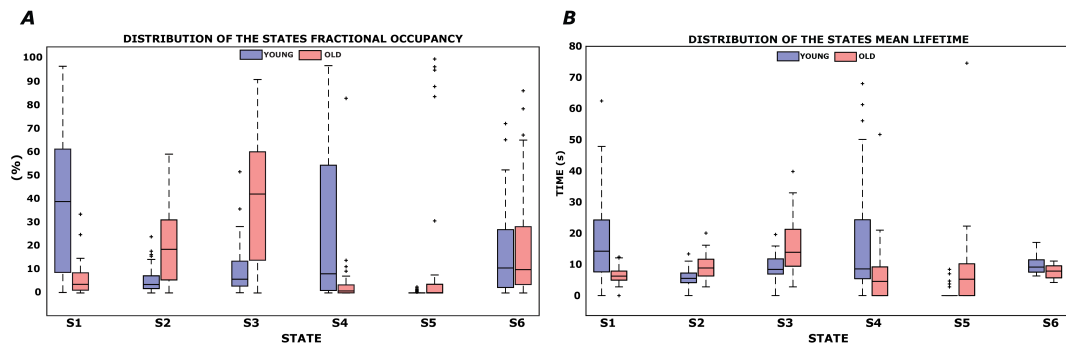 A
DISTRIBUTION OF THE STATES FRACTIONAL OCCUPANCY
YOUNG OLD
100
90
80
70
60
50
40
30
20
10
0
(%)
S1 S2 S3 S4 S5 S6
STATE
B
DISTRIBUTION OF THE STATES MEAN LIFETIME
YOUNG OLD
80
70
60
50
40
30
20
10
0
TIME (s)
S1 S2 S3 S4 S5 S6
STATE